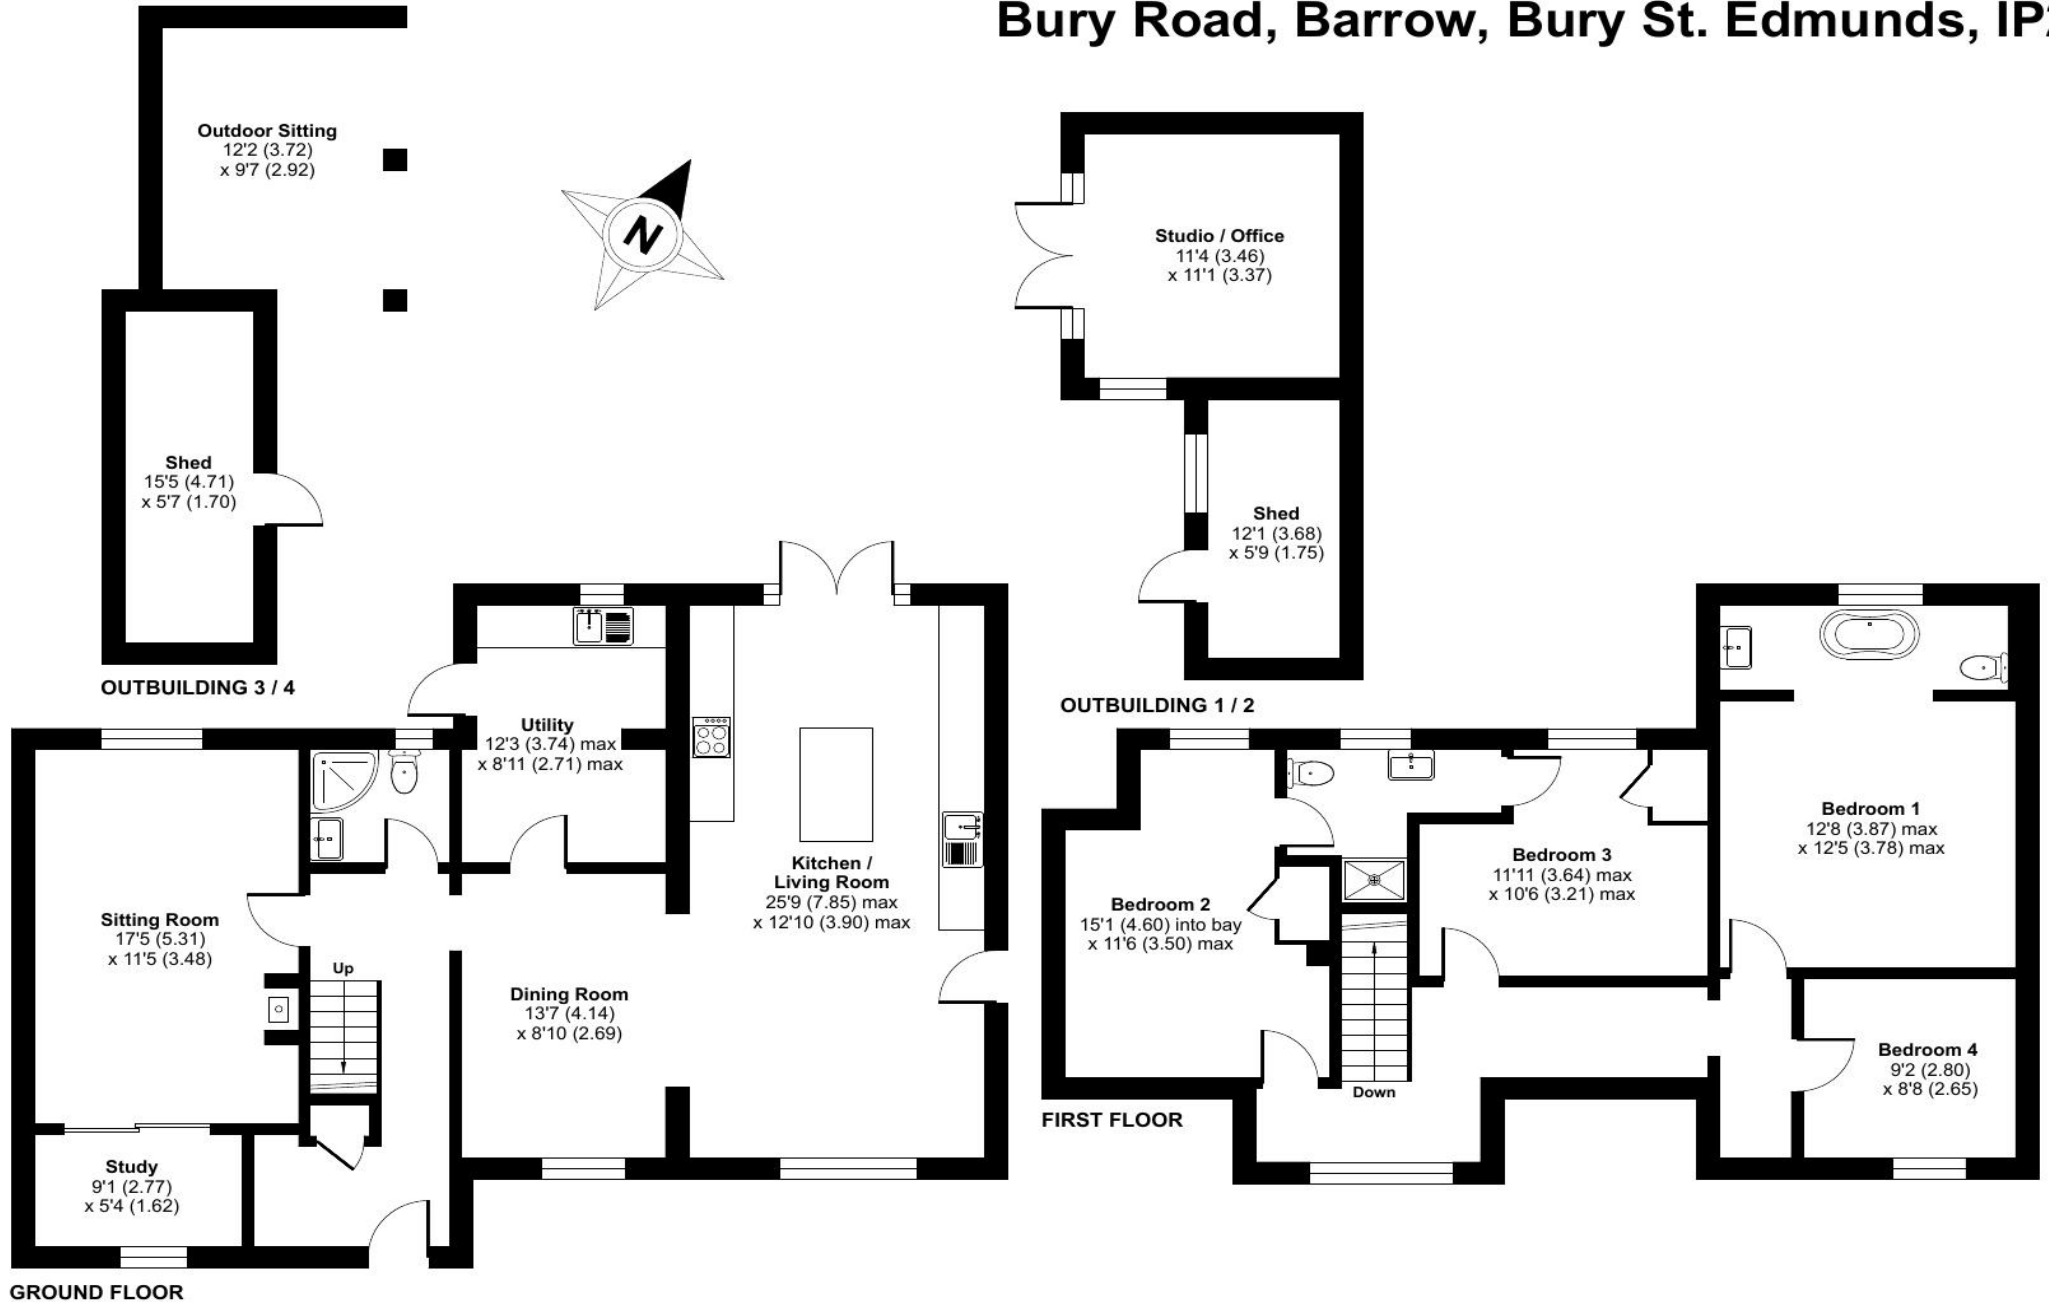 Bury Road, Barrow, Bury St. Edmunds, IP
Outdoor Sitting
12'2 (3.72)
x 9'7 (2.92)
N
Studio / Office
11'4 (3.46)
x 11'1 (3.37)
Shed
15'5 (4.71)
x 5'7 (1.70)
Shed
12'1 (3.68)
x 5'9 (1.75)
OUTBUILDING 3 / 4
OUTBUILDING 1 / 2
Utility
12'3 (3.74) max
x 8'11 (2.71) max
Kitchen /
Living Room
25'9 (7.85) max
x 12'10 (3.90) max
Sitting Room
17'5 (5.31)
x 11'5 (3.48)
Up
Dining Room
13'7 (4.14)
x 8'10 (2.69)
Study
9'1 (2.77)
x 5'4 (1.62)
GROUND FLOOR
Bedroom 1
12'8 (3.87) max
x 12'5 (3.78) max
Bedroom 3
11'11 (3.64) max
x 10'6 (3.21) max
Bedroom 2
15'1 (4.60) into bay
x 11'6 (3.50) max
Bedroom 4
9'2 (2.80)
x 8'8 (2.65)
Down
FIRST FLOOR